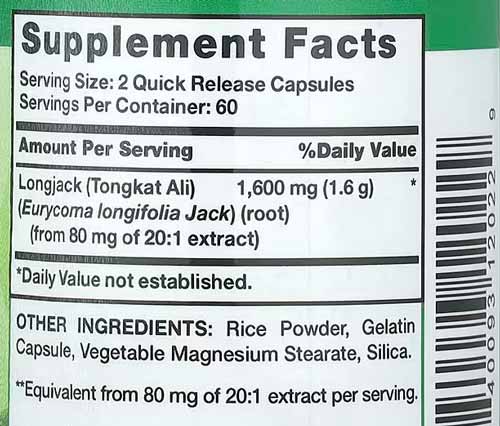 Supplement Facts
Serving Size: 2 Quick Release Capsules
Servings Per Container: 60
Amount Per Serving %Daily Value
Longjack (Tongkat Ali) 1,600 mg (1.6 g) *
(Eurycoma longifolia Jack) (root)
(from 80 mg of 20:1 extract)
*Daily Value not established.
OTHER INGREDIENTS: Rice Powder, Gelatin
Capsule, Vegetable Magnesium Stearate, Silica.
**Equivalent from 80 mg of 20:1 extract per serving.
40093 12022 9